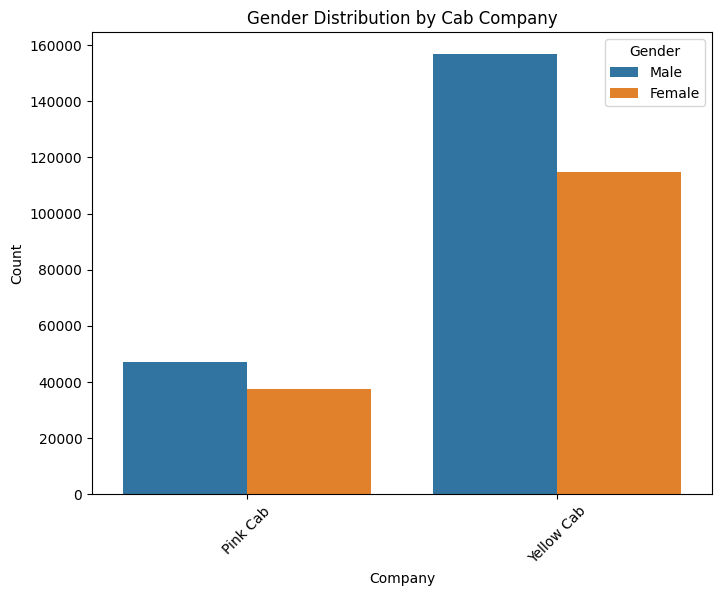 Gender Distribution by Cab Company
160000
140000
120000
100000
80000
60000
40000
20000
0
Count
Gender
Male
Female
Pink Cab
Yellow Cab
Company